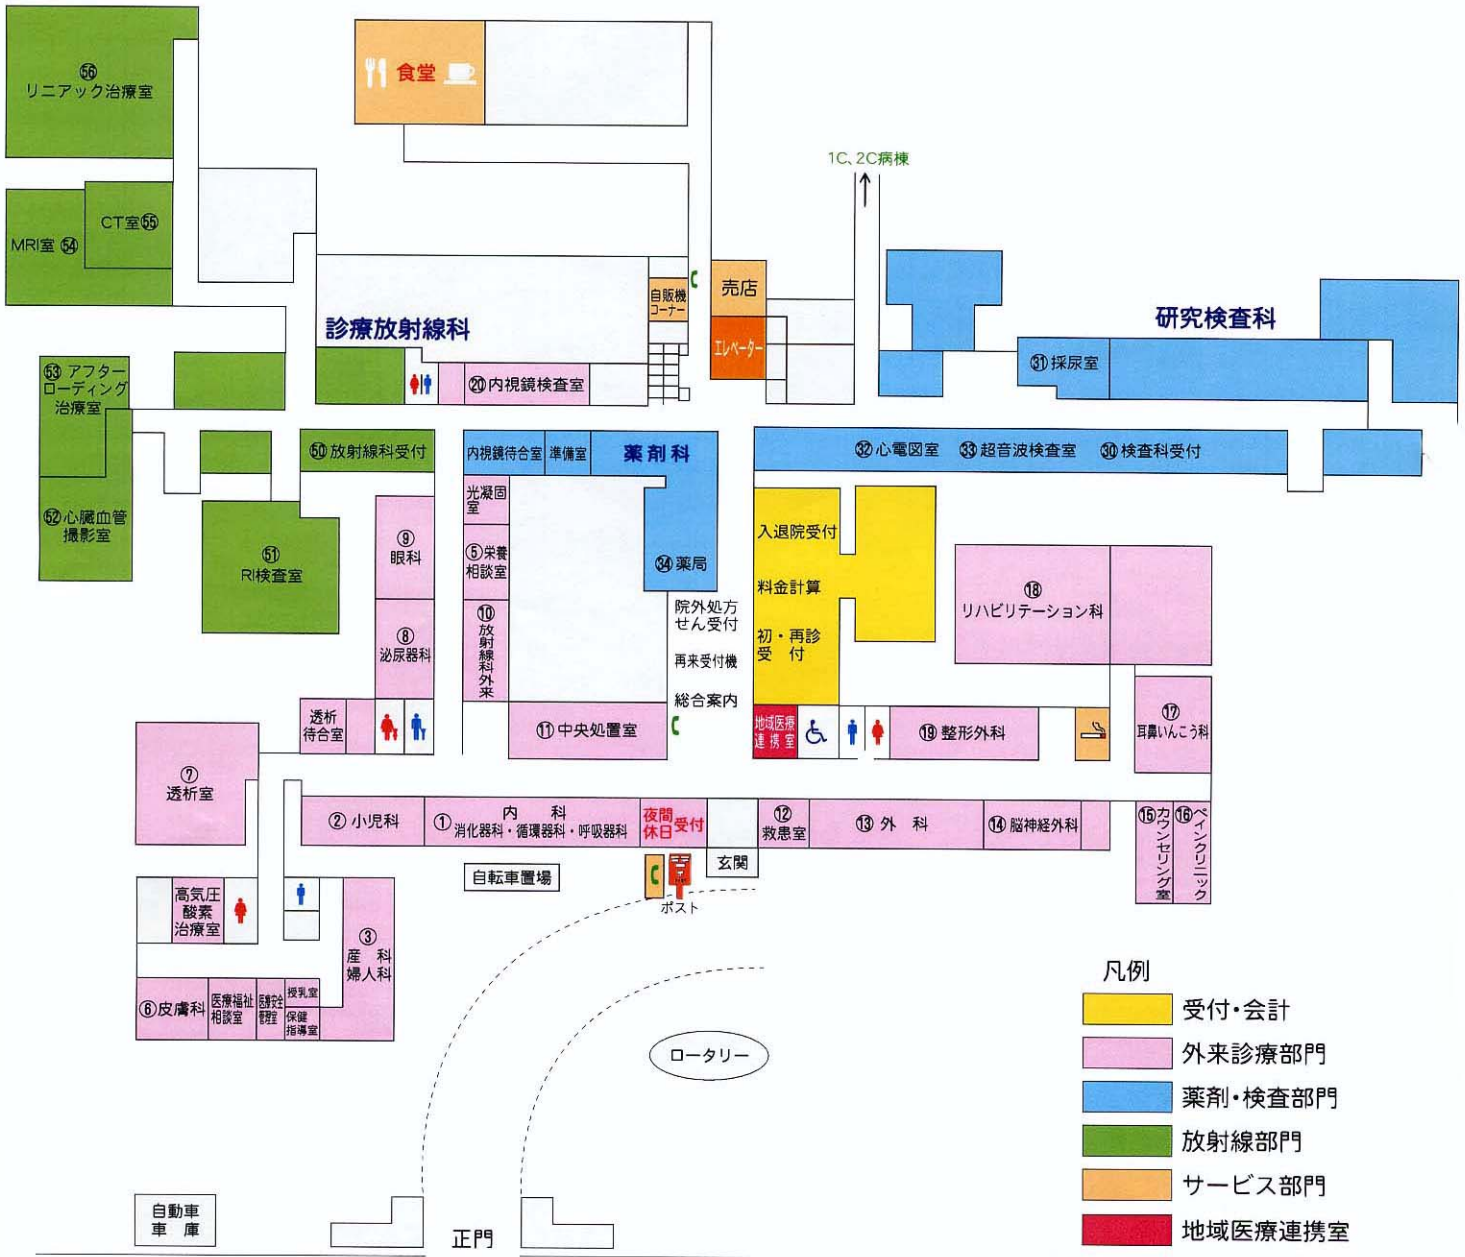 ㊶
リニアック治療室
食堂
1C、2C病棟
CT室㊺
MRI室 ㊹
自販機
コーナー
売店
エレベーター
診療放射線科
研究検査科
㊳ アフター
ローディング
治療室
⑳内視鏡検査室
㉛採尿室
㊿放射線科受付
内視鏡待合室
準備室
薬剤科
㉜心電図室
㉝超音波検査室
㉚検査科受付
光凝固
室
⑤栄養
相談室
⑩
放射線科外来
㉞薬局
⑨
眼科
⑧
泌尿器科
52心臓血管
撮影室
51
RI検査室
入退院受付
料金計算
初・再診
受 付
院外処方
せん受付
再来受付機
総合案内
⑱
リハビリテーション科
⑰
耳鼻いんこう科
透析
待合室
⑪中央処置室
地域医療
連携室
⑲整形外科
⑦
透析室
②小児科
①
内 科
消化器科・循環器科・呼吸器科
夜間
休日
受付
⑫
救患室
⑬外 科
⑭脳神経外科
⑮
カウンセリング室
⑯
ペインクリニック
玄関
自転車置場
ポスト
高気圧
酸素
治療室
③
産 科
婦人科
⑥皮膚科
医療福祉
相談室
医療安全
管理室
授乳室
保健
指導室
ロータリー
凡例
受付・会計
外来診療部門
薬剤・検査部門
放射線部門
サービス部門
地域医療連携室
自動車
車 庫
正門